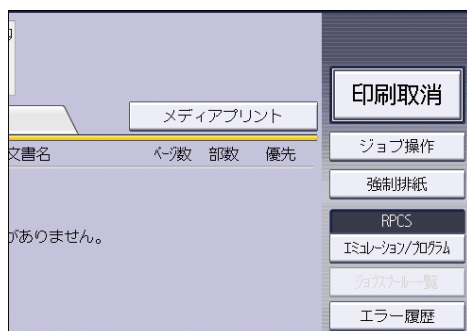 印刷取消
メディアプリント
ジョブ操作
文書名 ページ数 部数 優先
強制排紙
RPCS
がありません。
エミュレーション/プログラム
ジョブスプール一覧
エラー履歴